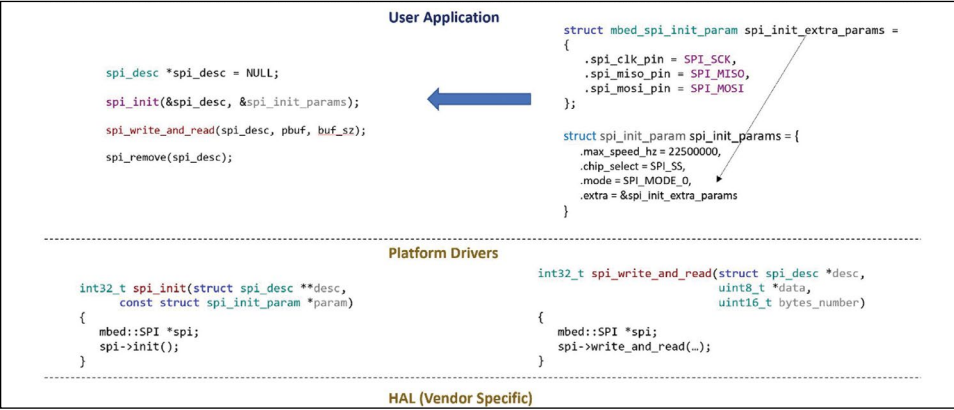 User Application
spi_desc *spi_desc = NULL;
spi_init(&spi_desc, &spi_init_params);
spi_write_and_read(spi_desc, pbuf, buf_sz);
spi_remove(spi_desc);
struct mbed_spi_init_param spi_init_extra_params =
{
.spi_clk_pin = SPI_SCK,
.spi_miso_pin = SPI_MISO,
.spi_mosi_pin = SPI_MOSI
};
struct spi_init_param spi_init_params = {
.max_speed_hz = 22500000,
.chip_select = SPI_SS,
.mode = SPI_MODE_0,
.extra = &spi_init_extra_params
}
Platform Drivers
int32_t spi_init(struct spi_desc **desc,
const struct spi_init_param *param)
{
mbed::SPI *spi;
spi->init();
}
int32_t spi_write_and_read(struct spi_desc *desc,
uint8_t *data,
uint16_t bytes_number)
{
mbed::SPI *spi;
spi->write_and_read(…);
}
HAL (Vendor Specific)